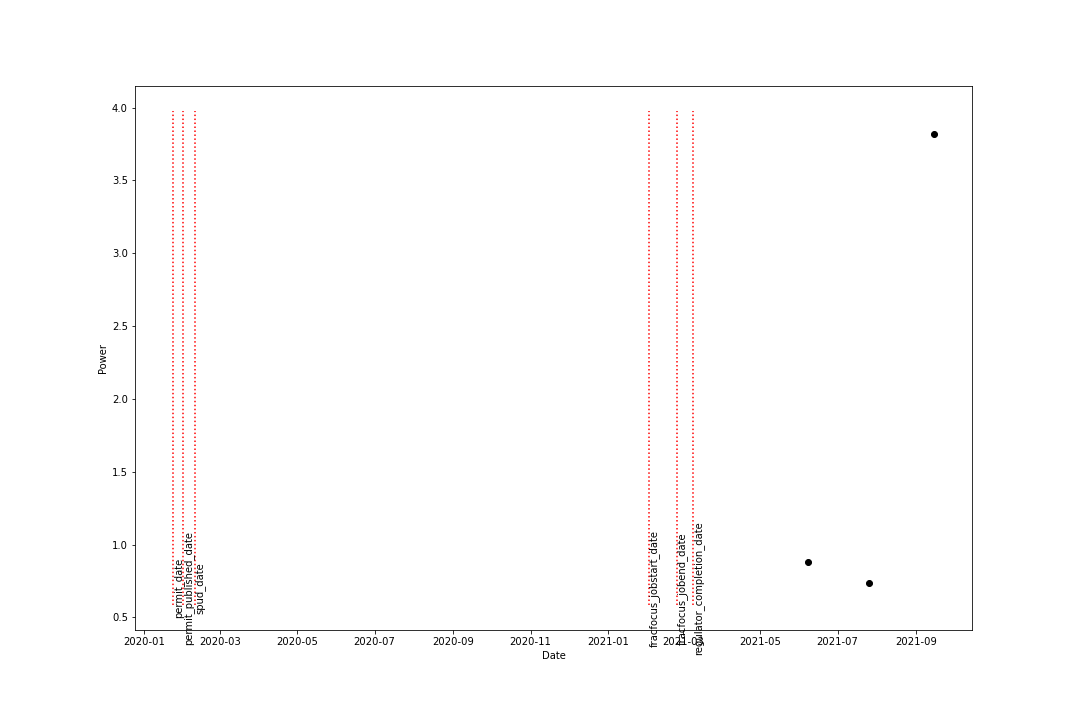 4.0
3.5
3.0
2.5
2.0
1.5
1.0
0.5
Power
permit_date
permit_published_date
spud_date
fracfocus_jobstart_date
fracfocus_jobend_date
regulator_completion_date
2020-01
2020-03
2020-05
2020-07
2020-09
2020-11
2021-01
2021-03
2021-05
2021-07
2021-09
Date